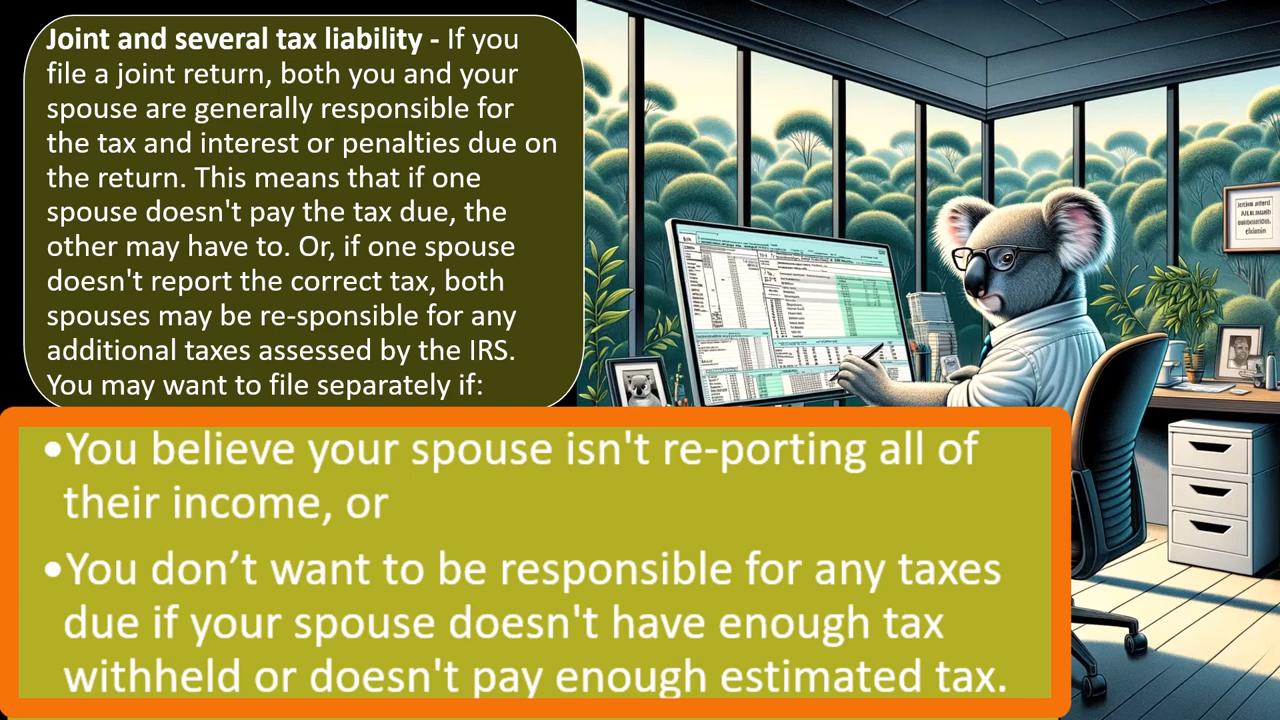 Joint and several tax liability - If you
file a joint return, both you and your
spouse are generally responsible for
the tax and interest or penalties due on
the return. This means that if one
spouse doesn't pay the tax due, the
other may have to. Or, if one spouse
doesn't report the correct tax, both
spouses may be re-sponsible for any
additional taxes assessed by the IRS.
You may want to file separately if:
•You believe your spouse isn't re-porting all of
their income, or
•You don’t want to be responsible for any taxes
due if your spouse doesn't have enough tax
withheld or doesn't pay enough estimated tax.